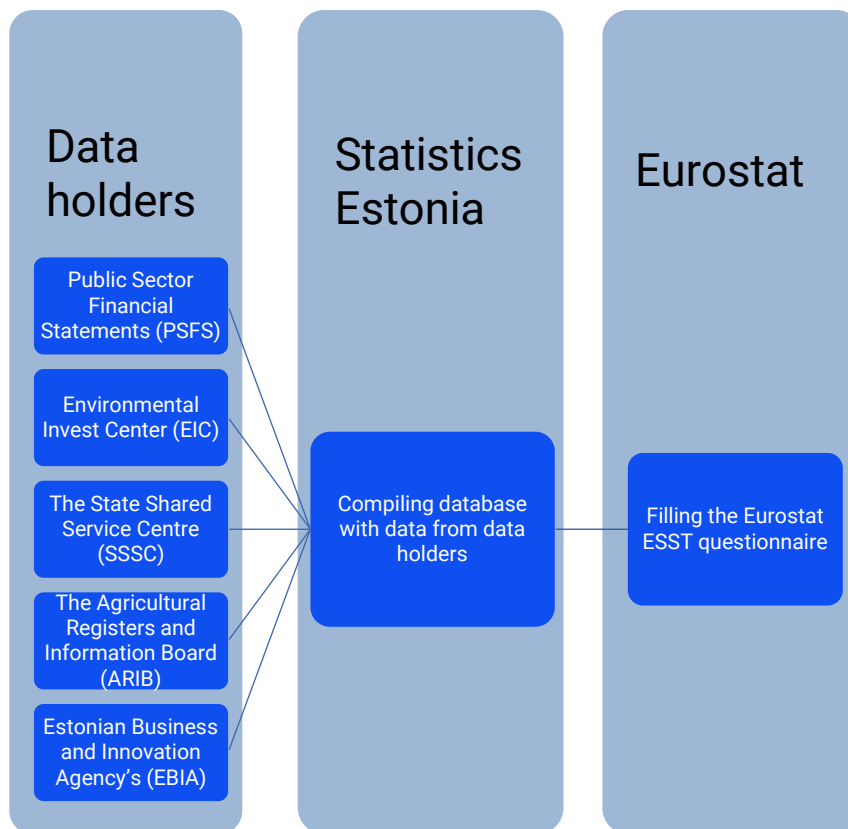 Data
holders
Public Sector
Financial
Statements (PSFS)
Environmental
Invest Center (EIC)
The State Shared
Service Centre
(SSSC)
The Agricultural
Registers and
Information Board
(ARIB)
Estonian Business
and Innovation
Agency’s (EBIA)
Statistics
Estonia
Compiling database
with data from data
holders
Eurostat
Filling the Eurostat
ESST questionnaire